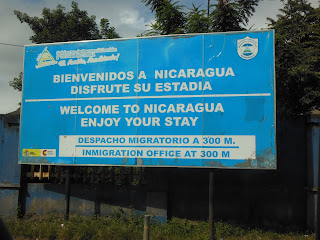 BIENVENIDOS A NICARAGUA
DISFRUTE SU ESTADIA
WELCOME TO NICARAGUA
ENJOY YOUR STAY
DESPACHO MIGRATORIO A 300 M.
INMIGRATION OFFICE AT 300 M